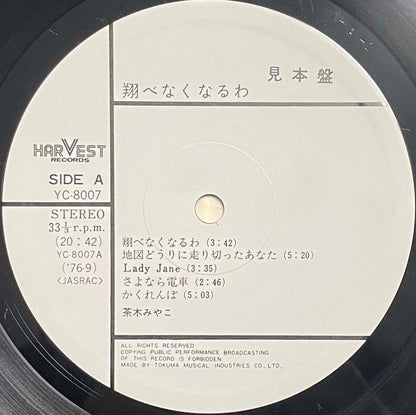 見本盤
翔べなくなるわ
HARVEST
RECORDS
SIDE A
YC-8007
STEREO
33⅓r.p.m.
(20:42)
YC-8007A
('76·9)
<JASRAC>
翔べなくなるわ (3:42)
地図どうりに走り切ったあなた (5:20)
Lady Jane (3:35)
さよなら電車 (2:46)
かくれんぼ (5:03)
茶木みやこ
ALL RIGHTS RESERVED
COPYING PUBLIC PERFORMANCE BROADCASTING
OF THIS RECORD IS FORBIDDEN
MADE BY TOKUMA MUSICAL INDUSTRIES CO., LTD.